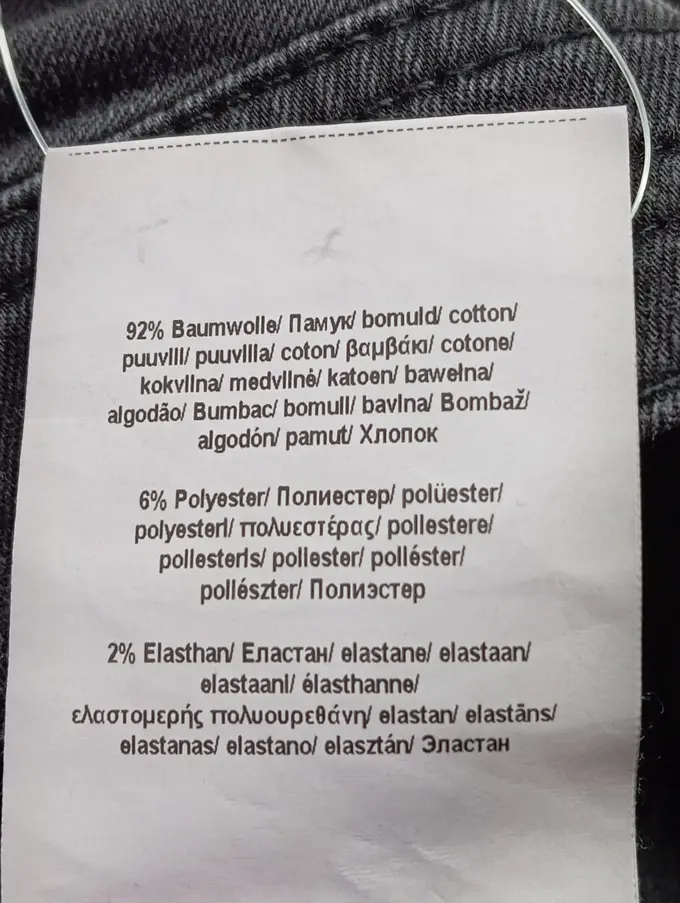 92% Baumwolle/ Памук/ bomuld/ cotton/
puuvill/ puuvilla/ coton/ βαμβάκι/ cotone/
kokvilna/ medvilnė/ katoen/ bawełna/
algodão/ Bumbac/ bomull/ bavlna/ Bombaž/
algodón/ pamut/ Хлопок
6% Polyester/ Полиестер/ polüester/
polyesteri/ πολυεστέρας/ poliestere/
poliesteris/ poliester/ poliéster/
poliészter/ Полиэстер
2% Elasthan/ Еластан/ elastane/ elastaan/
elastaani/ élasthanne/
ελαστομερής πολυουρεθάνη/ elastan/ elastāns/
elastanas/ elastano/ elasztán/ Эластан